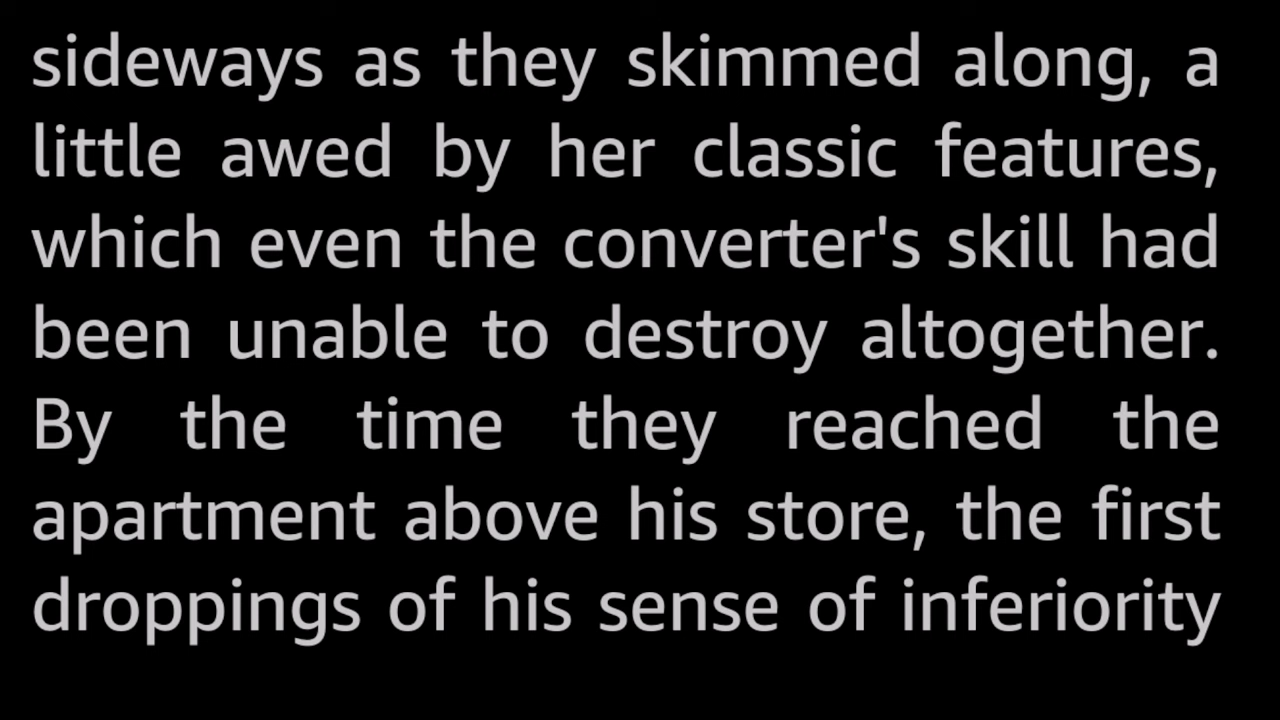 sideways as they skimmed along, a
little awed by her classic features,
which even the converter's skill had
been unable to destroy altogether.
By the time they reached the
apartment above his store, the first
droppings of his sense of inferiority